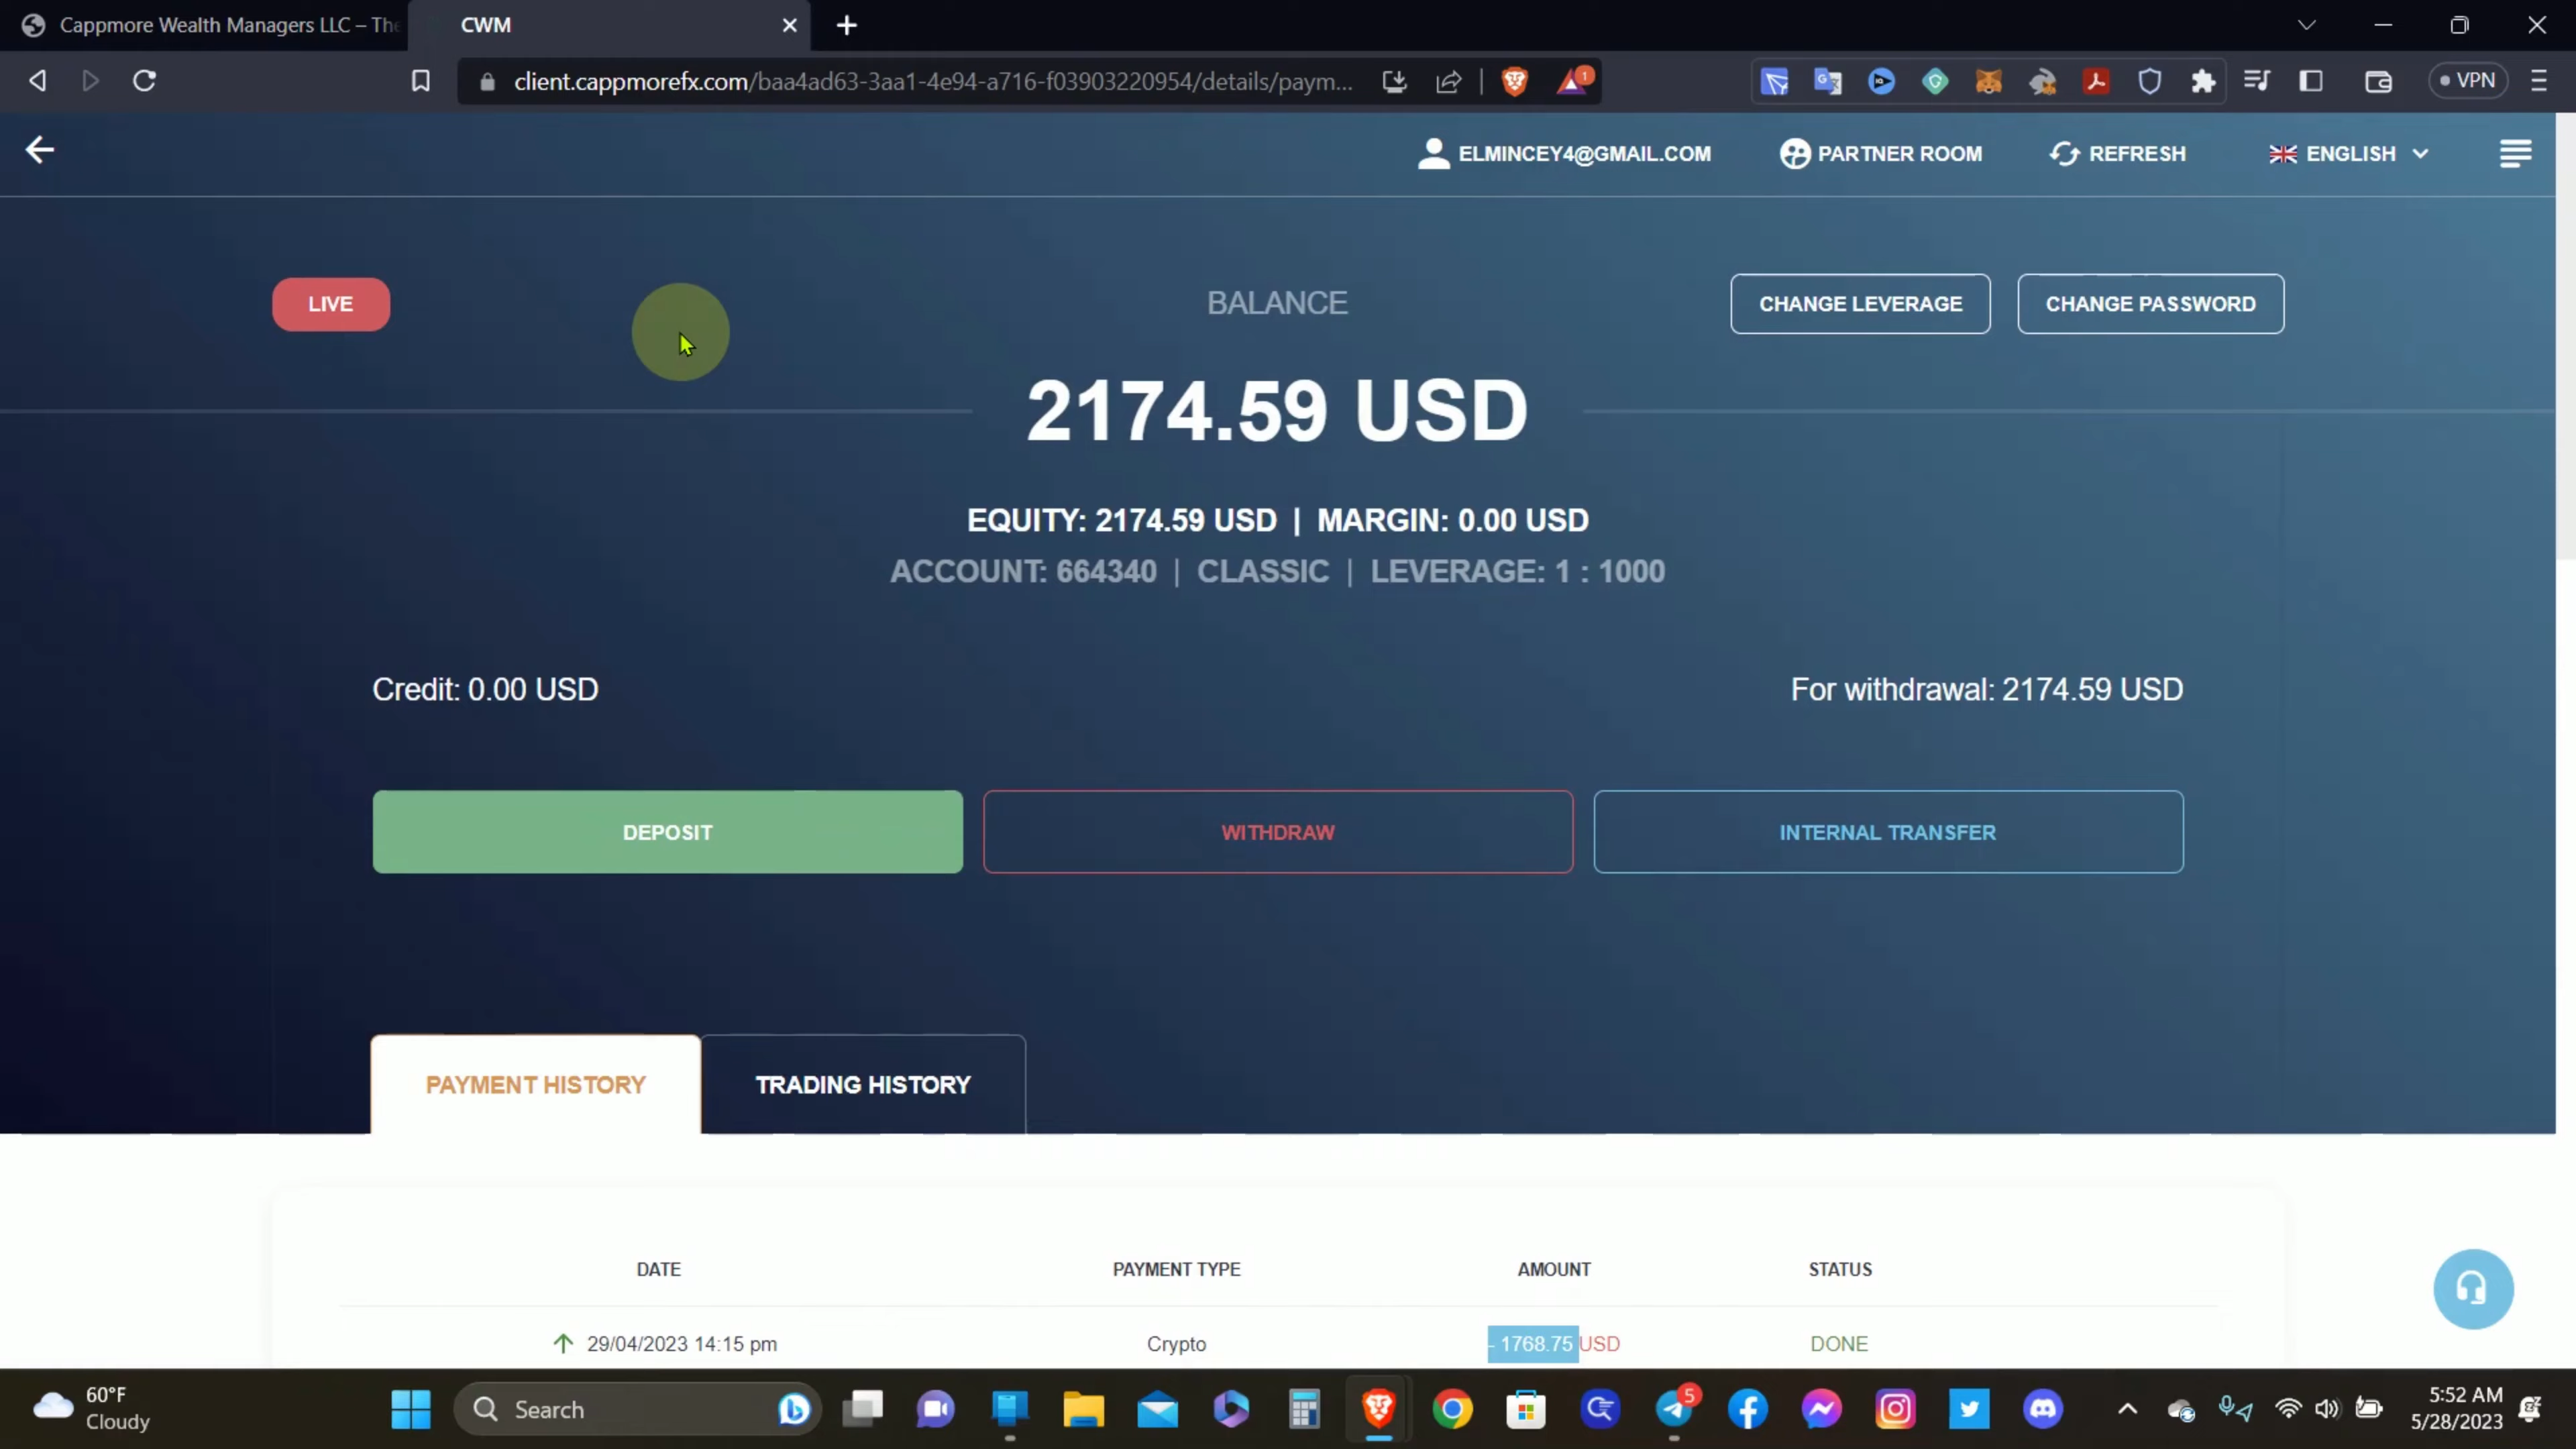 Cappmore Wealth Managers LLC – The
CWM
client.cappmorefx.com/baa4ad63-3aa1-4e94-a716-f03903220954/details/paym...
1
VPN
ELMINCEY4@GMAIL.COM
PARTNER ROOM
REFRESH
ENGLISH
LIVE
BALANCE
CHANGE LEVERAGE
CHANGE PASSWORD
2174.59 USD
EQUITY: 2174.59 USD | MARGIN: 0.00 USD
ACCOUNT: 664340 | CLASSIC | LEVERAGE: 1 : 1000
Credit: 0.00 USD
For withdrawal: 2174.59 USD
DEPOSIT
WITHDRAW
INTERNAL TRANSFER
PAYMENT HISTORY
TRADING HISTORY
DATE
PAYMENT TYPE
AMOUNT
STATUS
29/04/2023 14:15 pm
Crypto
- 1768.75 USD
DONE
60°F
Cloudy
Search
5
5:52 AM
5/28/2023